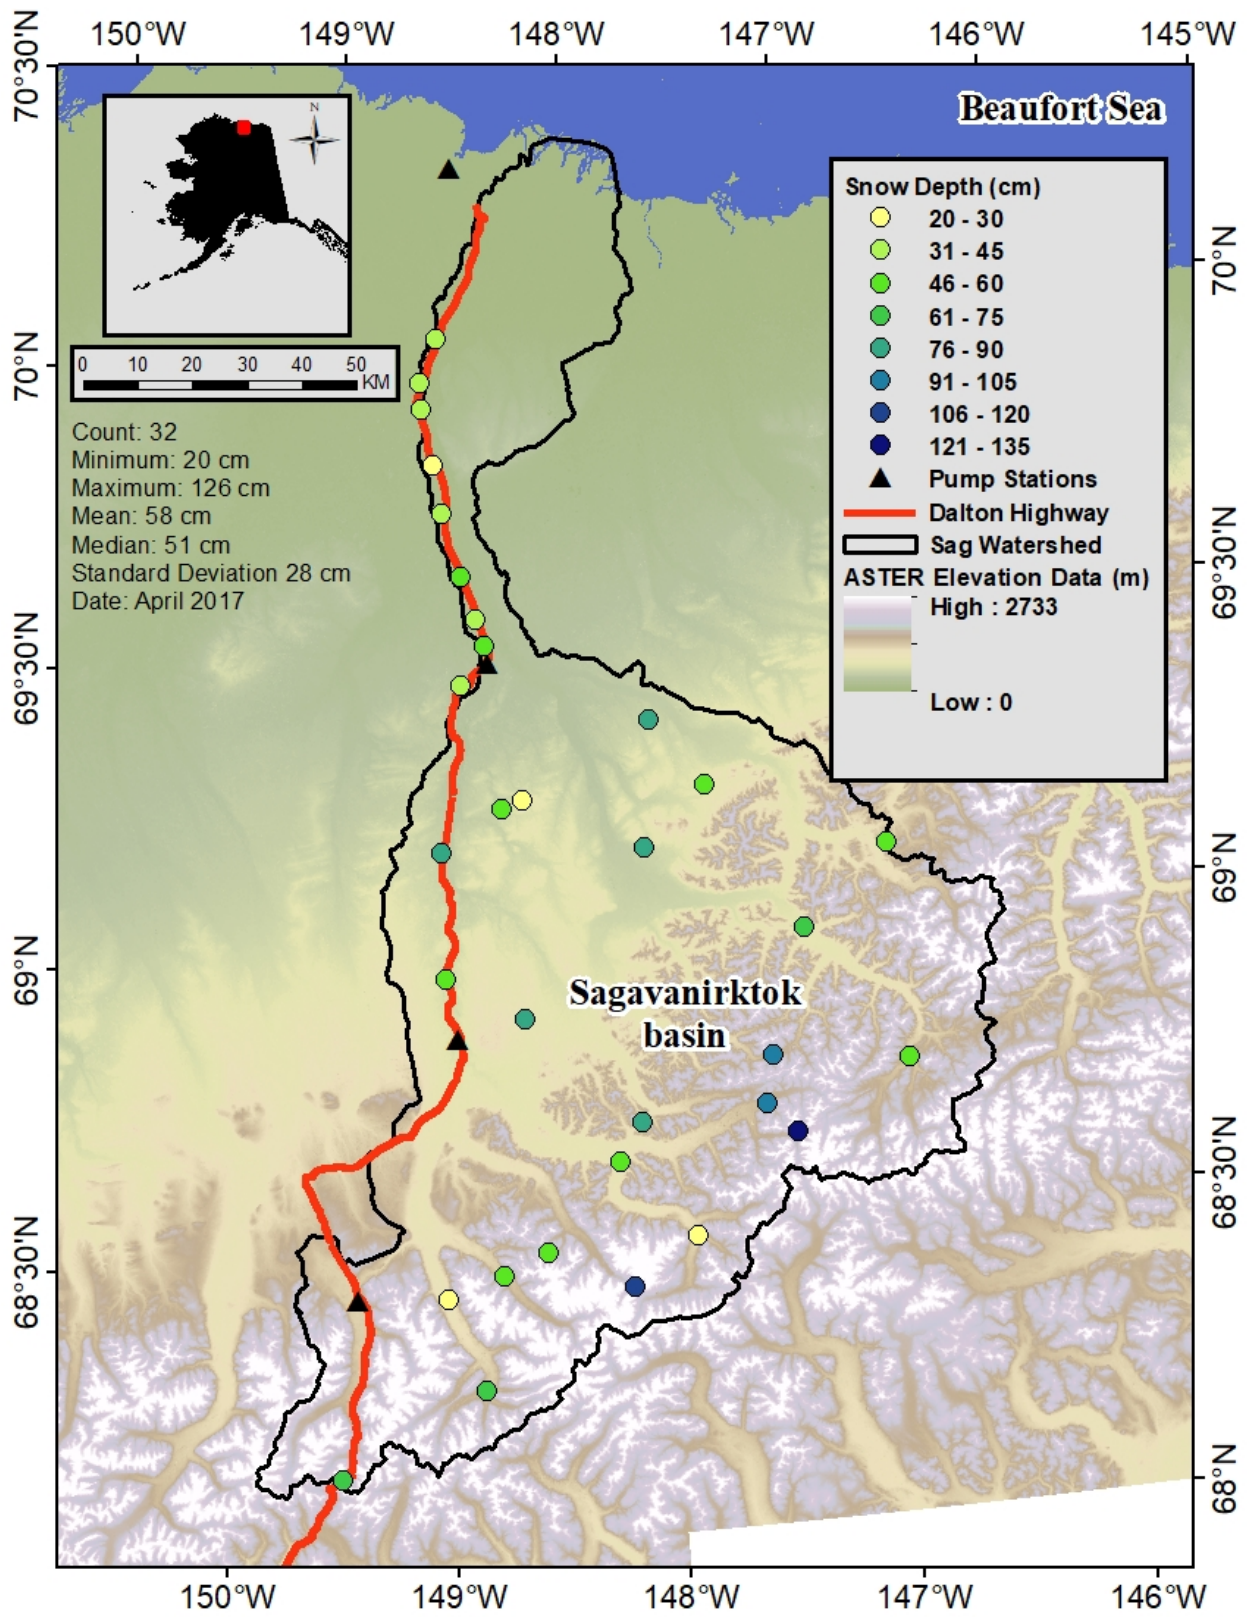 150°W 149°W 148°W 147°W 146°W 145°W
70°30'N
Beaufort Sea
N
0 10 20 30 40 50
KM
Count: 32
Minimum: 20 cm
Maximum: 126 cm
Mean: 58 cm
Median: 51 cm
Standard Deviation 28 cm
Date: April 2017
Snow Depth (cm)
20 - 30
31 - 45
46 - 60
61 - 75
76 - 90
91 - 105
106 - 120
121 - 135
Pump Stations
Dalton Highway
Sag Watershed
ASTER Elevation Data (m)
High : 2733
Low : 0
70°N
69°30'N
69°N
68°30'N
70°N
69°30'N
69°N
68°30'N
68°N
Sagavanirktok
basin
150°W 149°W 148°W 147°W 146°W